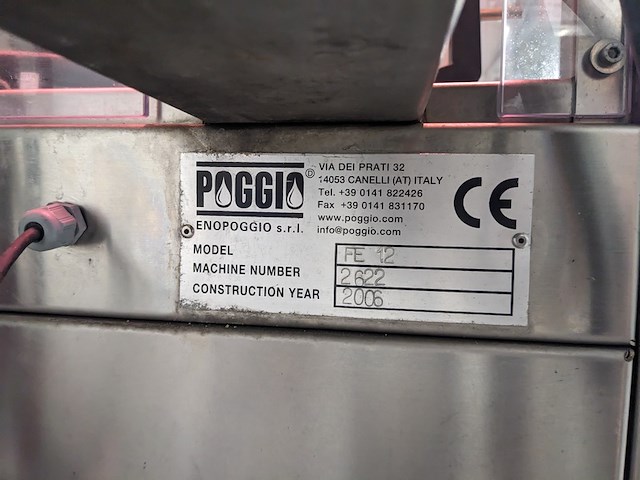 POGGIO ©
ENOPOGGIO s.r.l.
VIA DEI PRATI 32
14053 CANELLI (AT) ITALY
Tel. +39 0141 822426
Fax +39 0141 831170
www.poggio.com
info@poggio.com
CE
MODEL FE 12
MACHINE NUMBER 2622
CONSTRUCTION YEAR 2006